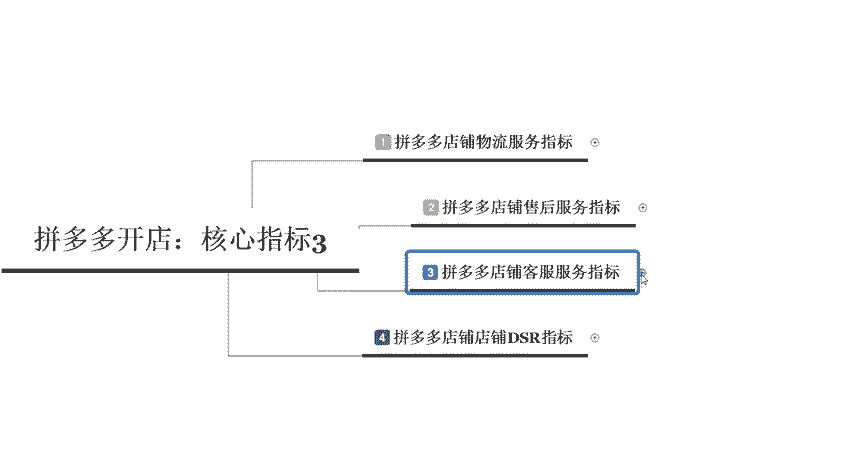 1 拼多多店铺物流服务指标
2 拼多多店铺售后服务指标
拼多多开店：核心指标3
3 拼多多店铺客服服务指标
4 拼多多店铺店铺DSR指标